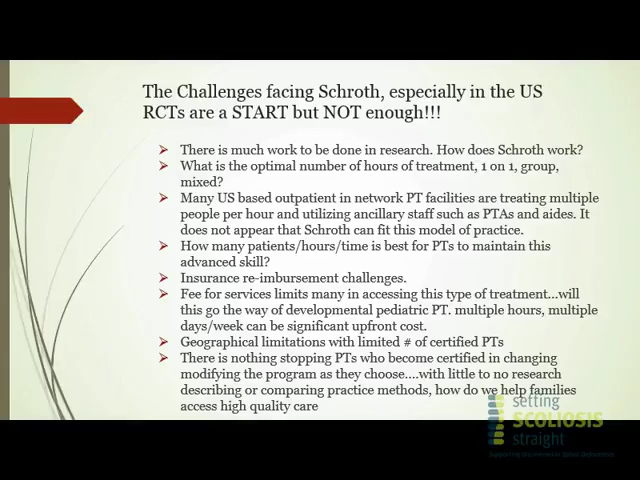 The Challenges facing Schroth, especially in the US
RCTs are a START but NOT enough!!!
There is much work to be done in research. How does Schroth work?
What is the optimal number of hours of treatment, 1 on 1, group,
mixed?
Many US based outpatient in network PT facilities are treating multiple
people per hour and utilizing ancillary staff such as PTAs and aides. It
does not appear that Schroth can fit this model of practice.
How many patients/hours/time is best for PTs to maintain this
advanced skill?
Insurance re-imbursement challenges.
Fee for services limits many in accessing this type of treatment...will
this go the way of developmental pediatric PT. multiple hours, multiple
days/week can be significant upfront cost.
Geographical limitations with limited # of certified PTs
There is nothing stopping PTs who become certified in changing
modifying the program as they choose....with little to no research
describing or comparing practice methods, how do we help families
access high quality care
setting
SCOLIOSIS
straight